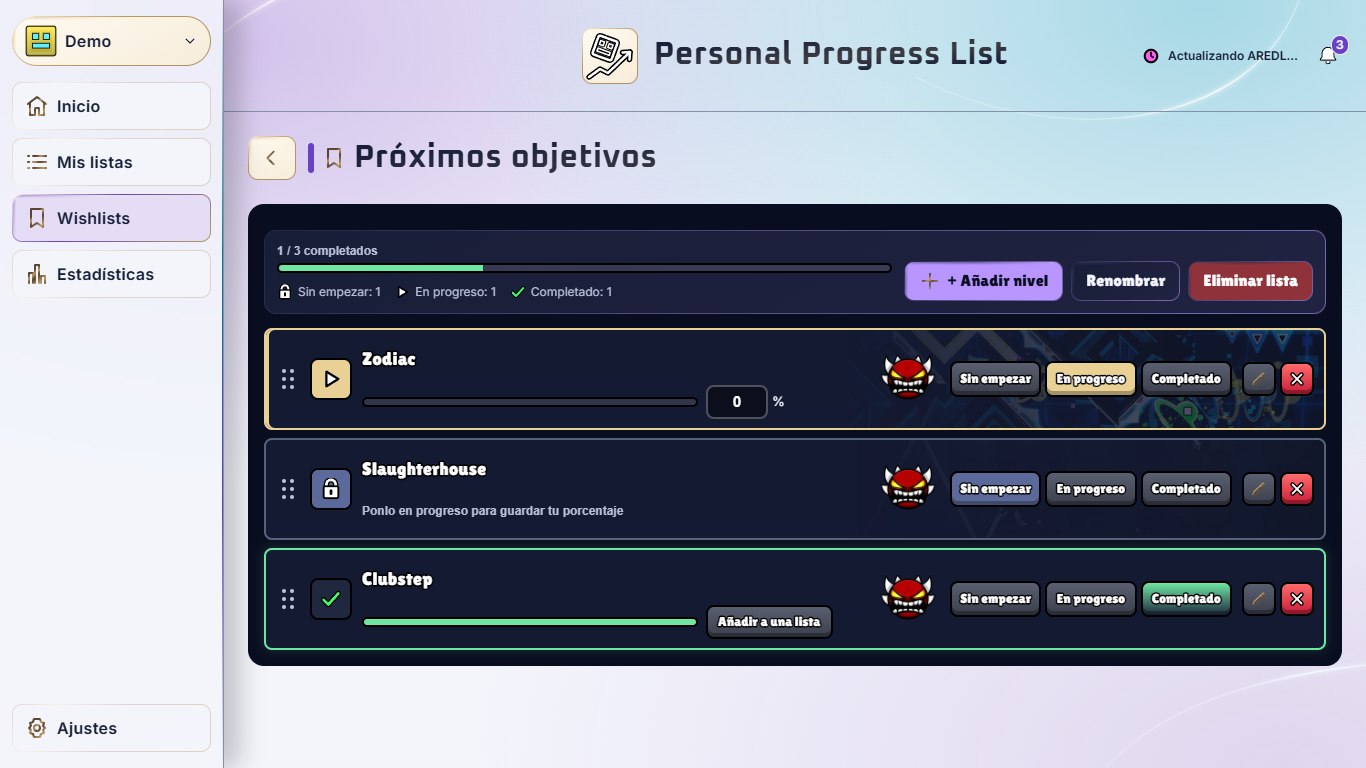 Demo
Personal Progress List
Actualizando AREDL...
3
Inicio
Mis listas
Wishlists
Estadísticas
Ajustes
Próximos objetivos
1 / 3 completados
Sin empezar: 1
En progreso: 1
Completado: 1
+ Añadir nivel
Renombrar
Eliminar lista
Zodiac
0 %
Sin empezar
En progreso
Completado
Slaughterhouse
Ponlo en progreso para guardar tu porcentaje
Sin empezar
En progreso
Completado
Clubstep
Añadir a una lista
Sin empezar
En progreso
Completado